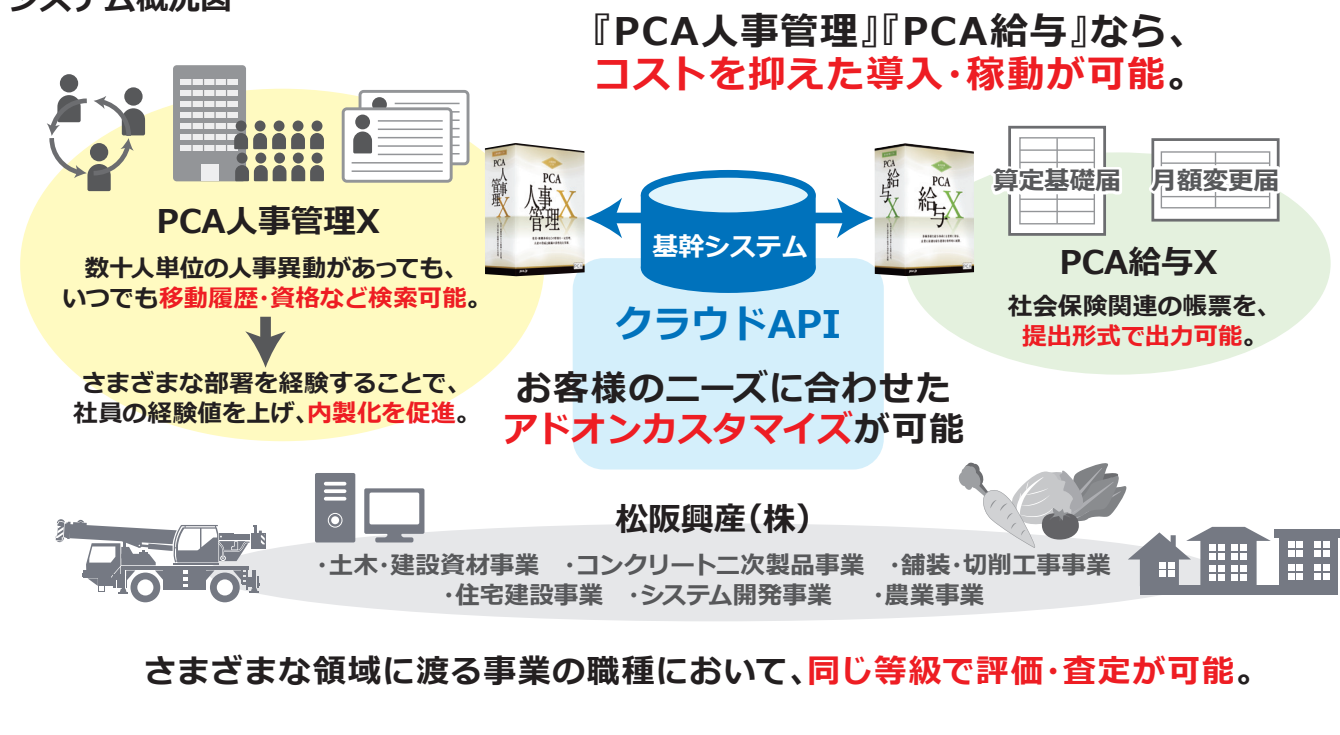 システム概況図
『PCA人事管理』『PCA給与』なら、
コストを抑えた導入・稼動が可能。
PCA人事管理X
数十人単位の人事異動があっても、
いつでも移動履歴・資格など検索可能。
さまざまな部署を経験することで、
社員の経験値を上げ、内製化を促進。
PCA
人事管理X
PCA
人事管理X
基幹システム
クラウドAPI
お客様のニーズに合わせた
アドオンカスタマイズが可能
PCA
給与X
PCA
給与X
算定基礎届
月額変更届
PCA給与X
社会保険関連の帳票を、
提出形式で出力可能。
松阪興産(株)
・土木・建設資材事業 ・コンクリート二次製品事業 ・舗装・切削工事事業
・住宅建設事業 ・システム開発事業 ・農業事業
さまざまな領域に渡る事業の職種において、同じ等級で評価・査定が可能。